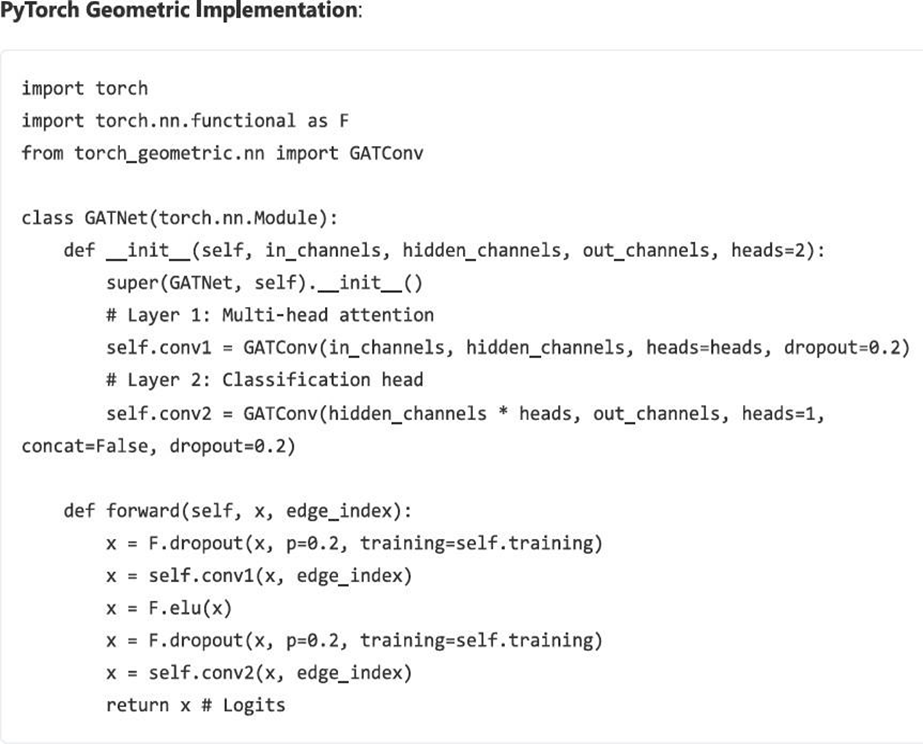 PyTorch Geometric Implementation:
import torch
import torch.nn.functional as F
from torch_geometric.nn import GATConv
class GATNet(torch.nn.Module):
    def __init__(self, in_channels, hidden_channels, out_channels, heads=2):
        super(GATNet, self).__init__()
        # Layer 1: Multi-head attention
        self.conv1 = GATConv(in_channels, hidden_channels, heads=heads, dropout=0.2)
        # Layer 2: Classification head
        self.conv2 = GATConv(hidden_channels * heads, out_channels, heads=1,
concat=False, dropout=0.2)
    def forward(self, x, edge_index):
        x = F.dropout(x, p=0.2, training=self.training)
        x = self.conv1(x, edge_index)
        x = F.elu(x)
        x = F.dropout(x, p=0.2, training=self.training)
        x = self.conv2(x, edge_index)
        return x # Logits